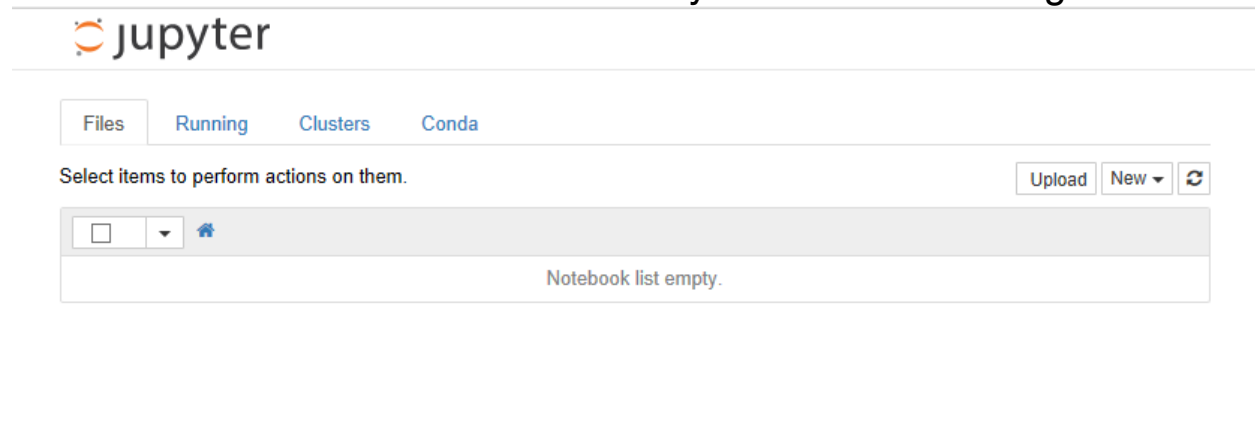 jupyter
Files Running Clusters Conda
Select items to perform actions on them.
Upload New
Notebook list empty.